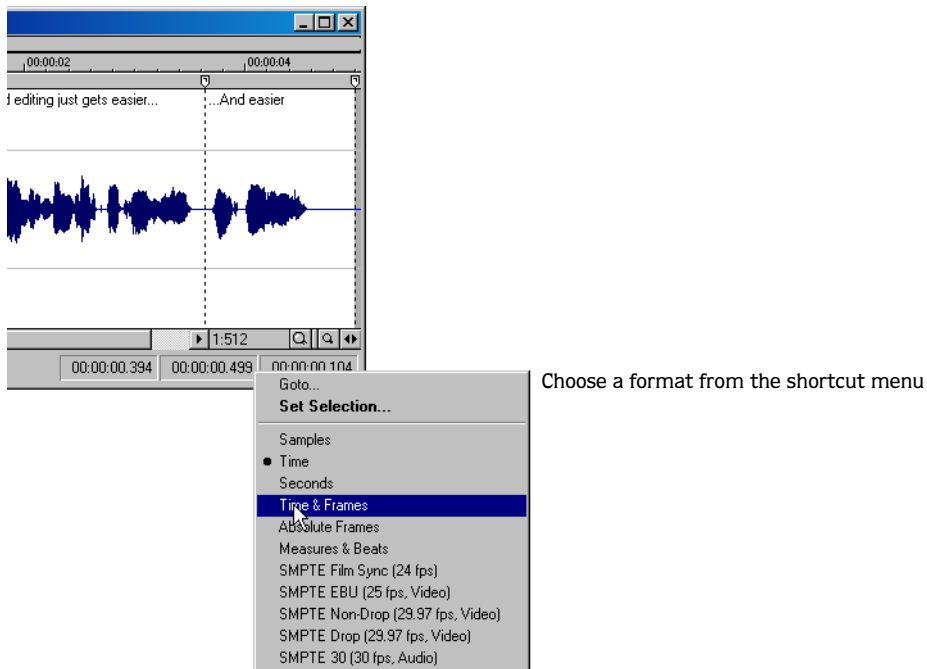 00:00:02 00:00:04
editing just gets easier... ...And easier
1:512
00:00:00.394 00:00:00.499 00:00:00.104
Goto...
Choose a format from the shortcut menu
Set Selection...
Samples
Time
Seconds
Time & Frames
Absolute Frames
Measures & Beats
SMPTE Film Sync (24 fps)
SMPTE EBU (25 fps, Video)
SMPTE Non-Drop (29.97 fps, Video)
SMPTE Drop (29.97 fps, Video)
SMPTE 30 (30 fps, Audio)